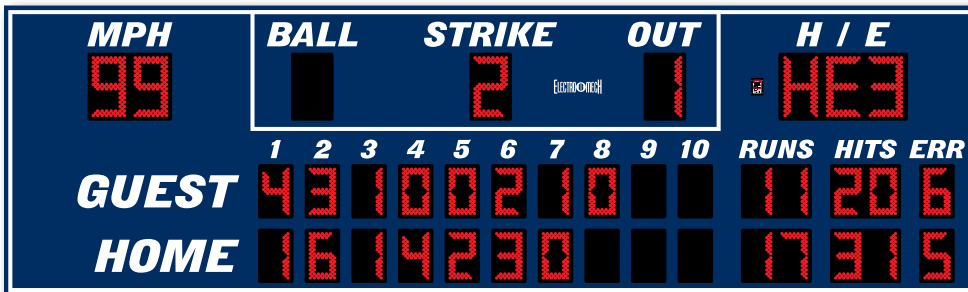 MPH BALL STRIKE OUT H / E
99 2 ELECTRO-MECH 1 HE3
1 2 3 4 5 6 7 8 9 10 RUNS HITS ERR
GUEST 4 3 1 0 0 2 1 0 11 20 6
HOME 1 6 1 4 2 3 0 17 31 5